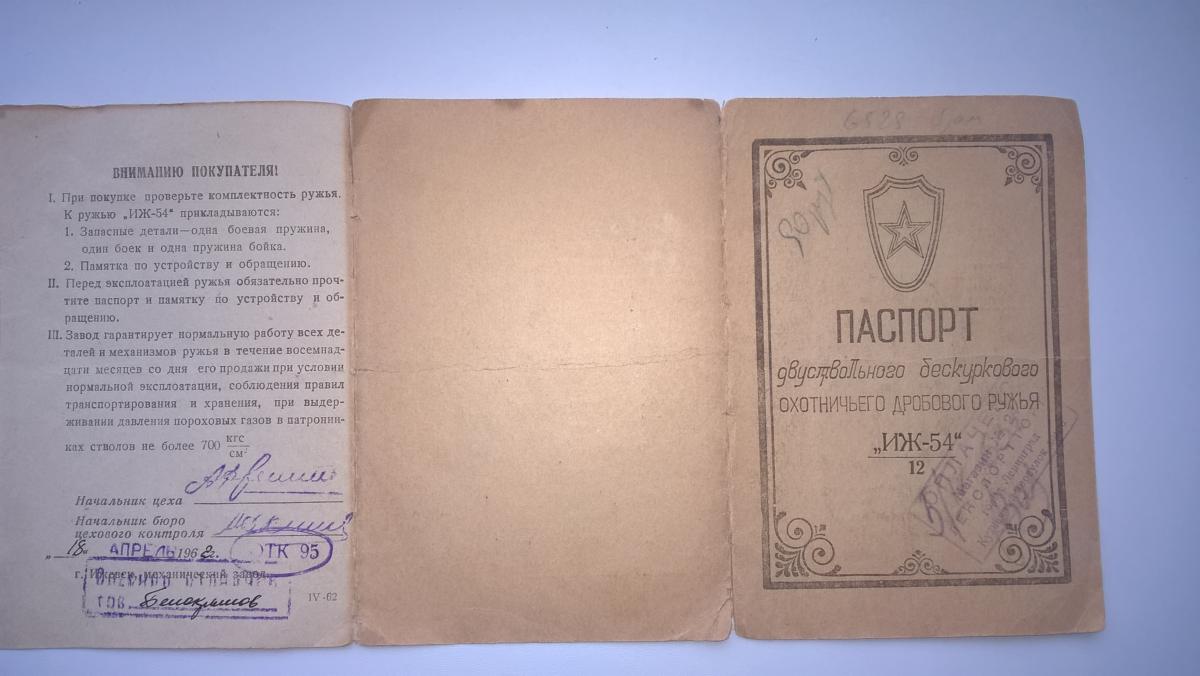 ВНИМАНИЮ ПОКУПАТЕЛЯ!
I. При покупке проверьте комплектность ружья.
К ружью „ИЖ-54“ прикладываются:
1. Запасные детали—одна боевая пружина,
один боек и одна пружина бойка.
2. Памятка по устройству и обращению.
II. Перед эксплоатацией ружья обязательно проч-
тите паспорт и памятку по устройству и об-
ращению.
III. Завод гарантирует нормальную работу всех де-
талей и механизмов ружья в течение восемнад-
цати месяцев со дня его продажи при условии
нормальной эксплоатации, соблюдения правил
транспортирования и хранения, при выдер-
живании давления пороховых газов в патронни-
ках стволов не более 700 кгс/см²
Начальник цеха
Начальник бюро
цехового контроля
„18“ АПРЕЛЬ 1962г. ОТК 95
г. Ижевск, механический завод
тов.
IV-62
ПАСПОРТ
двуствольного бескуркового
ОХОТНИЧЬЕГО ДРОБОВОГО РУЖЬЯ
„ИЖ-54“
12
Магазин № 2